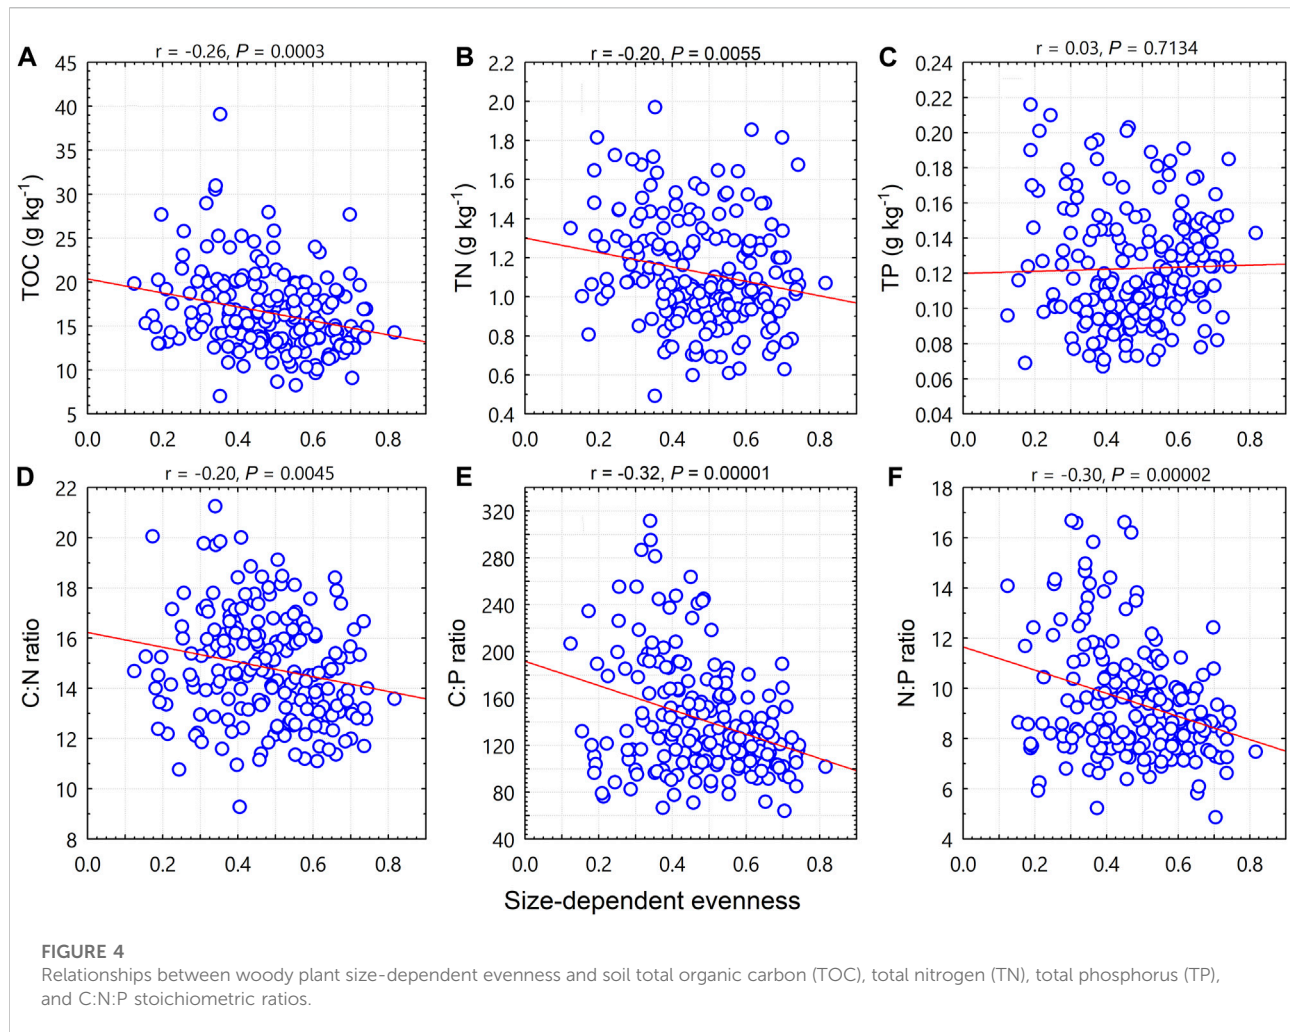 A
r = -0.26, P = 0.0003
TOC (g kg-1)
45
40
35
30
25
20
15
10
5
0.0 0.2 0.4 0.6 0.8
B
r = -0.20, P = 0.0055
TN (g kg-1)
2.2
2.0
1.8
1.6
1.4
1.2
1.0
0.8
0.6
0.4
0.0 0.2 0.4 0.6 0.8
C
r = 0.03, P = 0.7134
TP (g kg-1)
0.24
0.22
0.20
0.18
0.16
0.14
0.12
0.10
0.08
0.06
0.04
0.0 0.2 0.4 0.6 0.8
D
r = -0.20, P = 0.0045
C:N ratio
22
20
18
16
14
12
10
8
0.0 0.2 0.4 0.6 0.8
E
r = -0.32, P = 0.00001
C:P ratio
320
280
240
200
160
120
80
40
0.0 0.2 0.4 0.6 0.8
F
r = -0.30, P = 0.00002
N:P ratio
18
16
14
12
10
8
6
4
0.0 0.2 0.4 0.6 0.8
Size-dependent evenness
FIGURE 4
Relationships between woody plant size-dependent evenness and soil total organic carbon (TOC), total nitrogen (TN), total phosphorus (TP),
and C:N:P stoichiometric ratios.